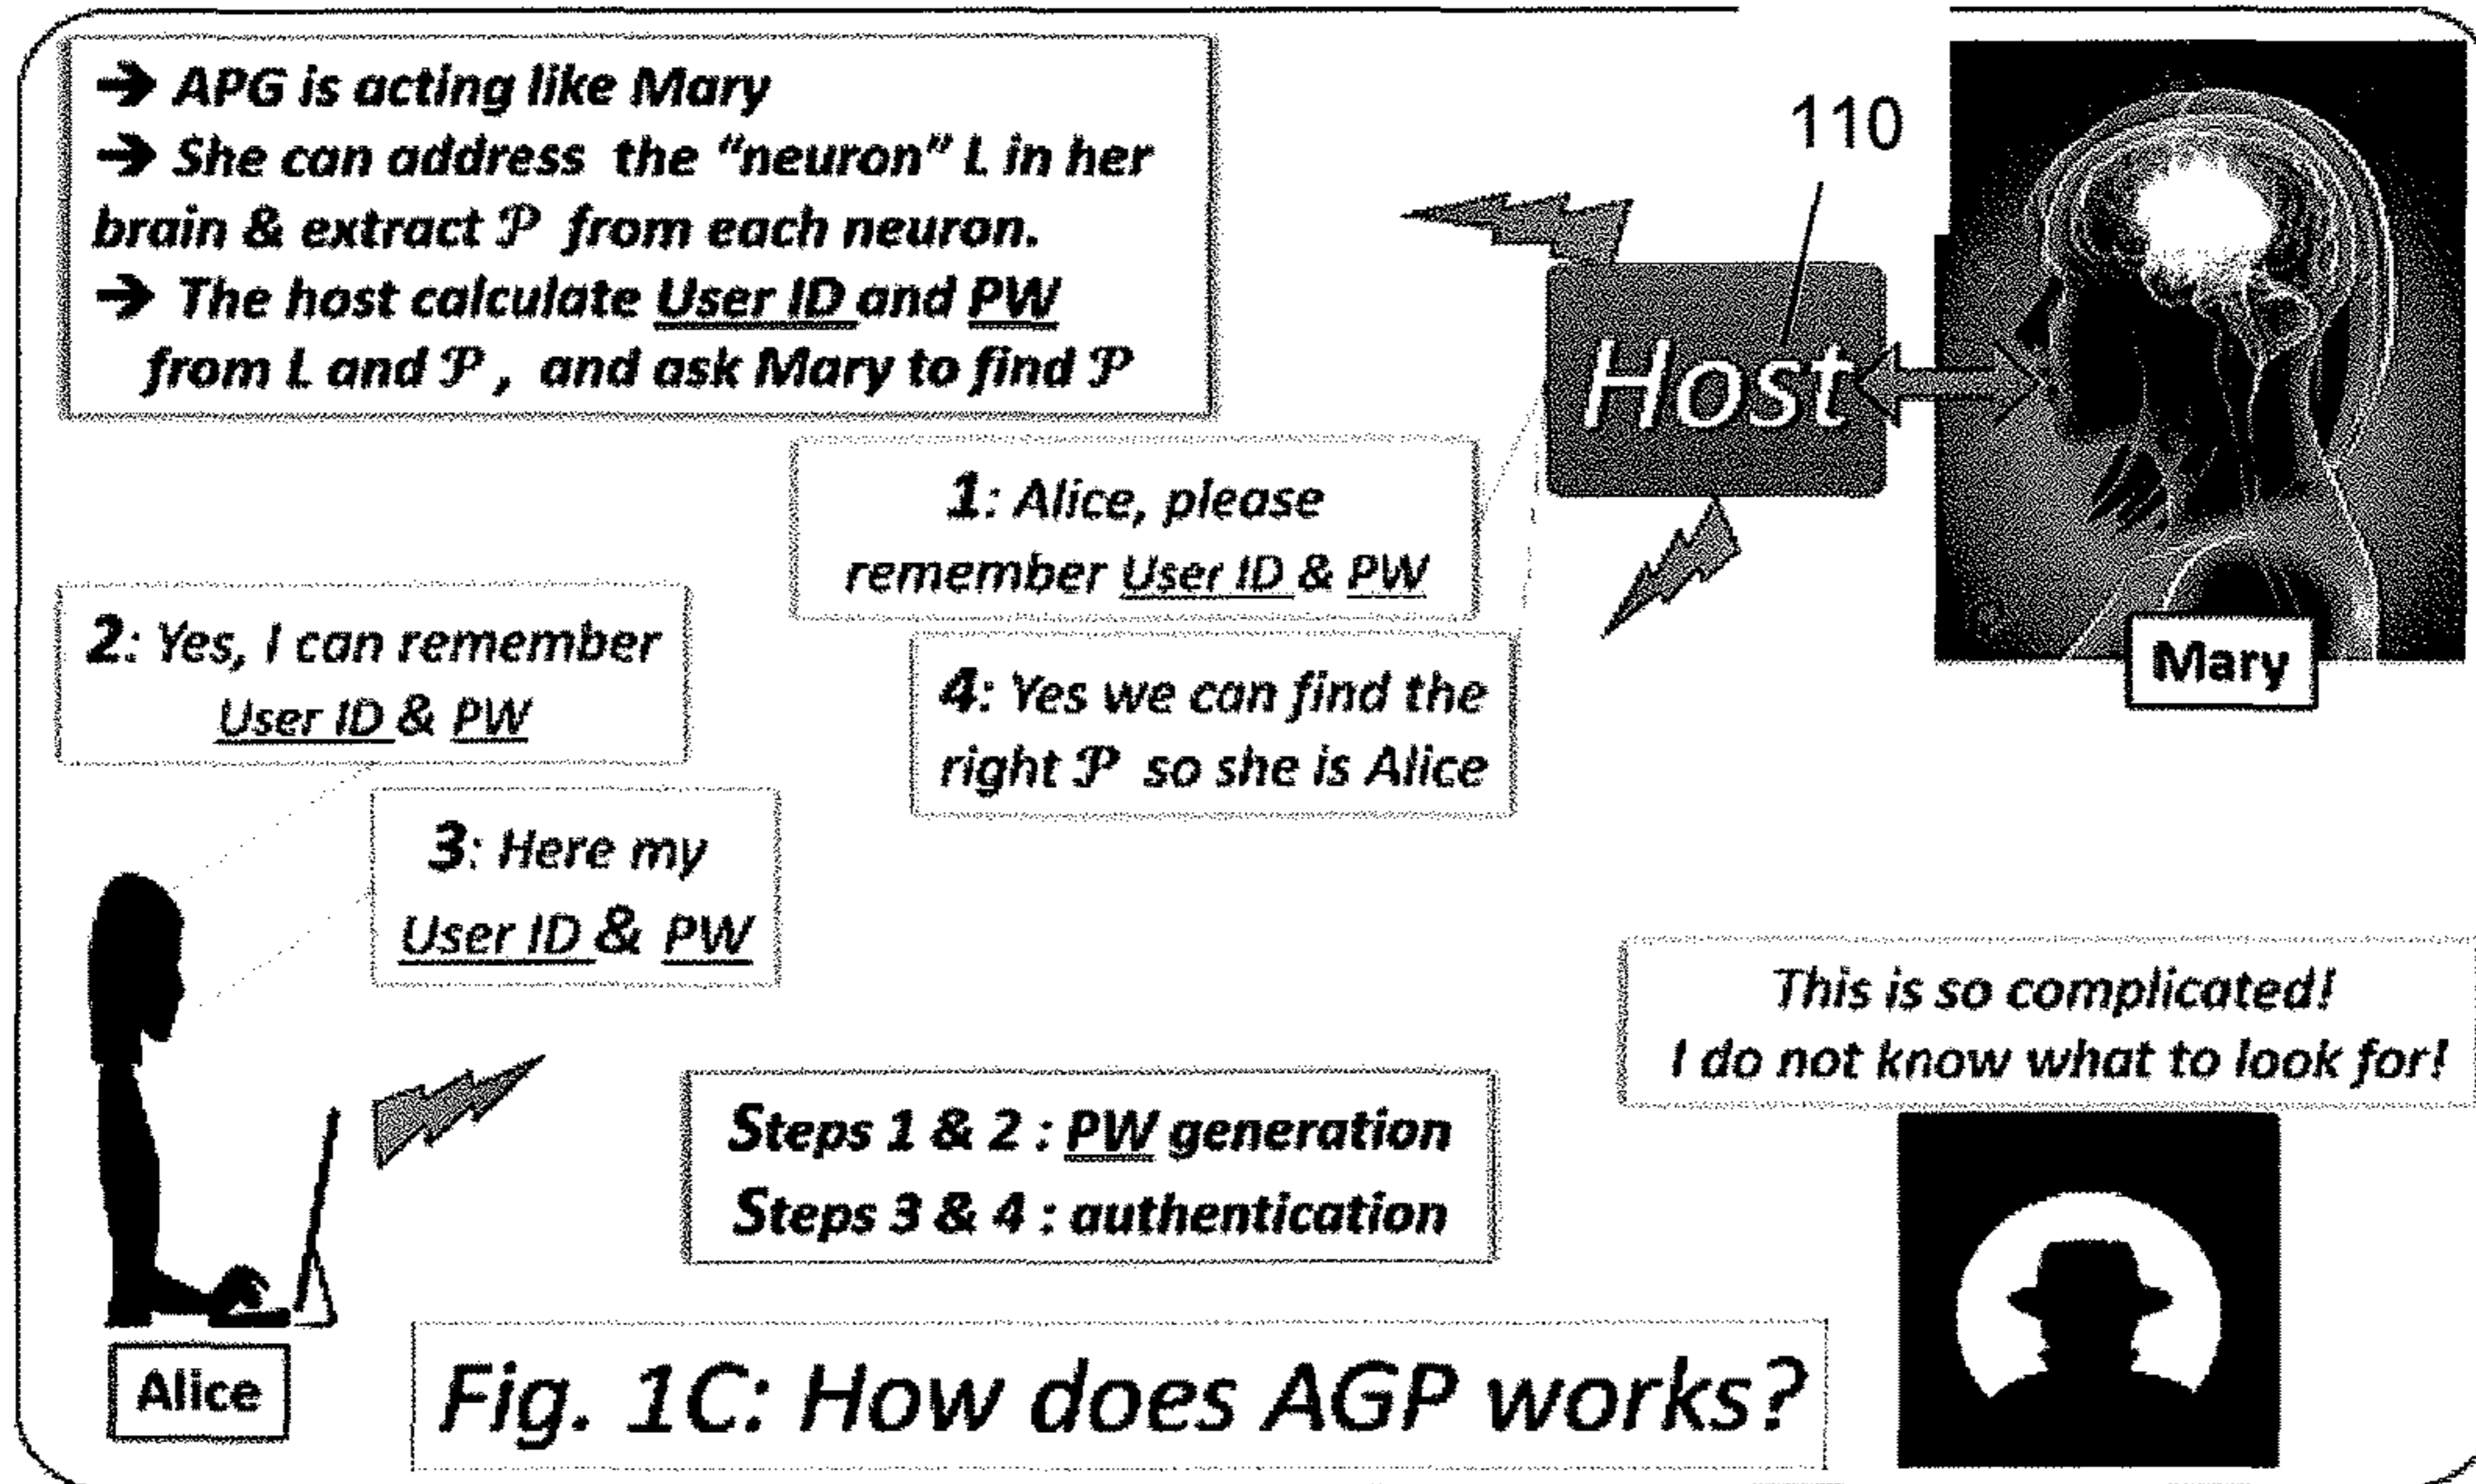 ➔ APG is acting like Mary
➔ She can address the "neuron" L in her
brain & extract 𝒫 from each neuron.
➔ The host calculate User ID and PW
from L and 𝒫, and ask Mary to find 𝒫
110
Host
1: Alice, please
remember User ID & PW
2: Yes, I can remember
User ID & PW
4: Yes we can find the
right 𝒫 so she is Alice
Mary
3: Here my
User ID & PW
This is so complicated!
I do not know what to look for!
Steps 1 & 2 : PW generation
Steps 3 & 4 : authentication
Alice
Fig. 1C: How does AGP works?